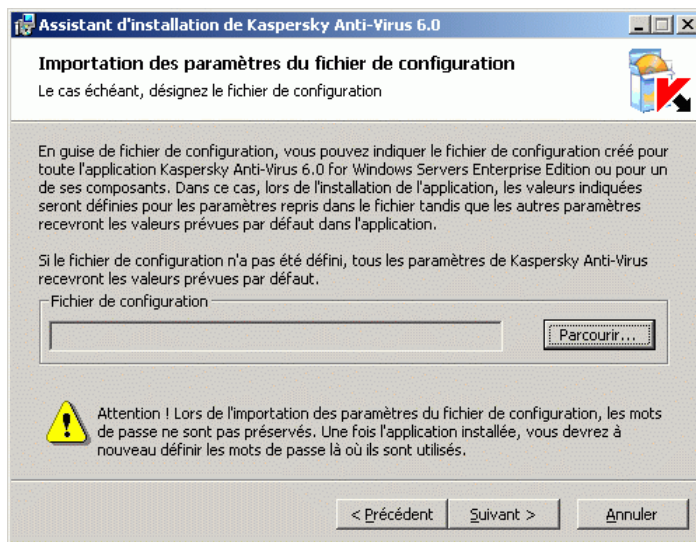 Assistant d'installation de Kaspersky Anti-Virus 6.0
Importation des paramètres du fichier de configuration
Le cas échéant, désignez le fichier de configuration
En guise de fichier de configuration, vous pouvez indiquer le fichier de configuration créé pour
toute l'application Kaspersky Anti-Virus 6.0 for Windows Servers Enterprise Edition ou pour un
de ses composants. Dans ce cas, lors de l'installation de l'application, les valeurs indiquées
seront définies pour les paramètres repris dans le fichier tandis que les autres paramètres
recevront les valeurs prévues par défaut dans l'application.
Si le fichier de configuration n'a pas été défini, tous les paramètres de Kaspersky Anti-Virus
recevront les valeurs prévues par défaut.
Fichier de configuration
Parcourir...
Attention ! Lors de l'importation des paramètres du fichier de configuration, les mots
de passe ne sont pas préservés. Une fois l'application installée, vous devrez à
nouveau définir les mots de passe là où ils sont utilisés.
< Précédent Suivant > Annuler